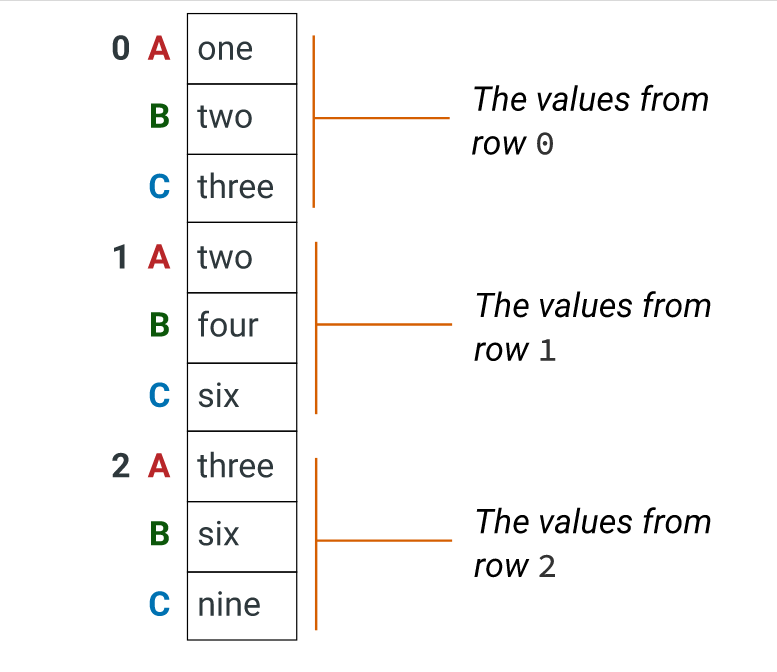 0 A one
B two
C three
The values from
row 0
1 A two
B four
C six
The values from
row 1
2 A three
B six
C nine
The values from
row 2